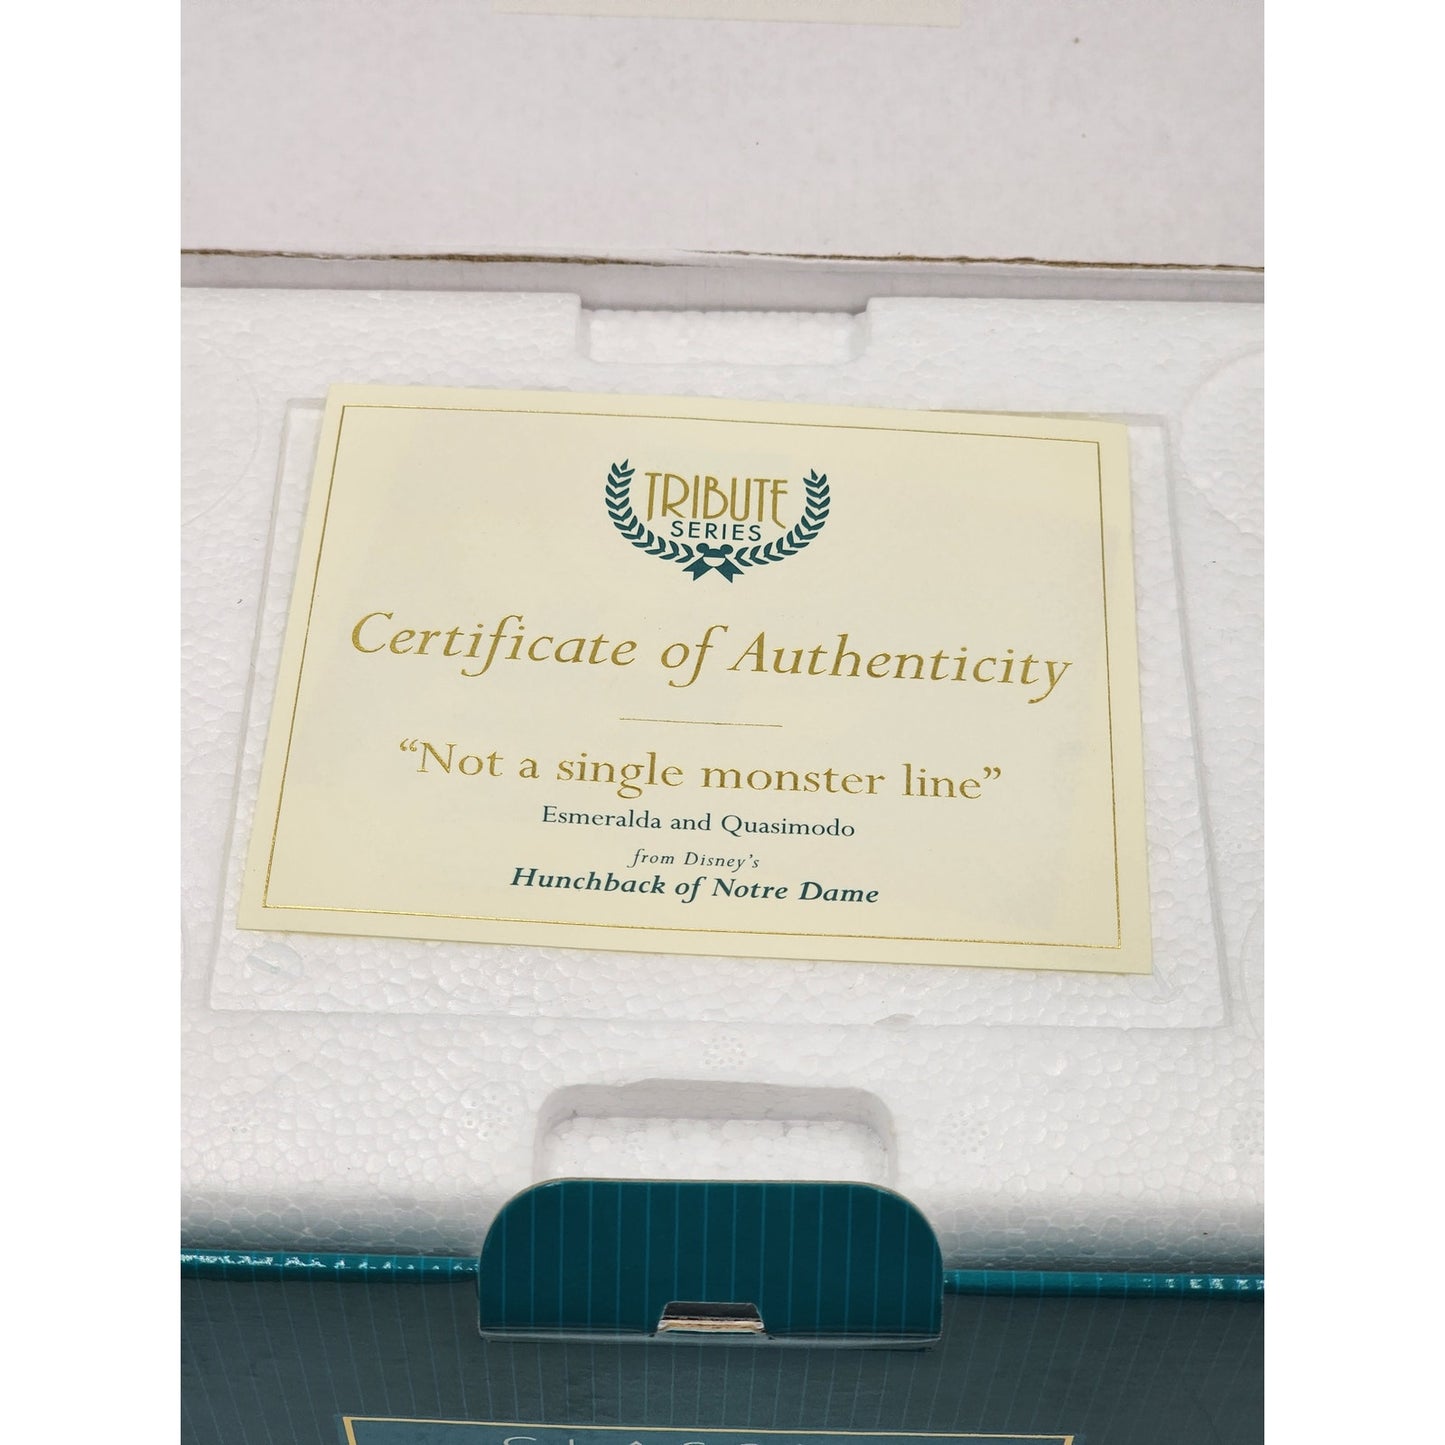 TRIBUTE
SERIES
Certificate of Authenticity
“Not a single monster line”
Esmeralda and Quasimodo
from Disney’s
Hunchback of Notre Dame